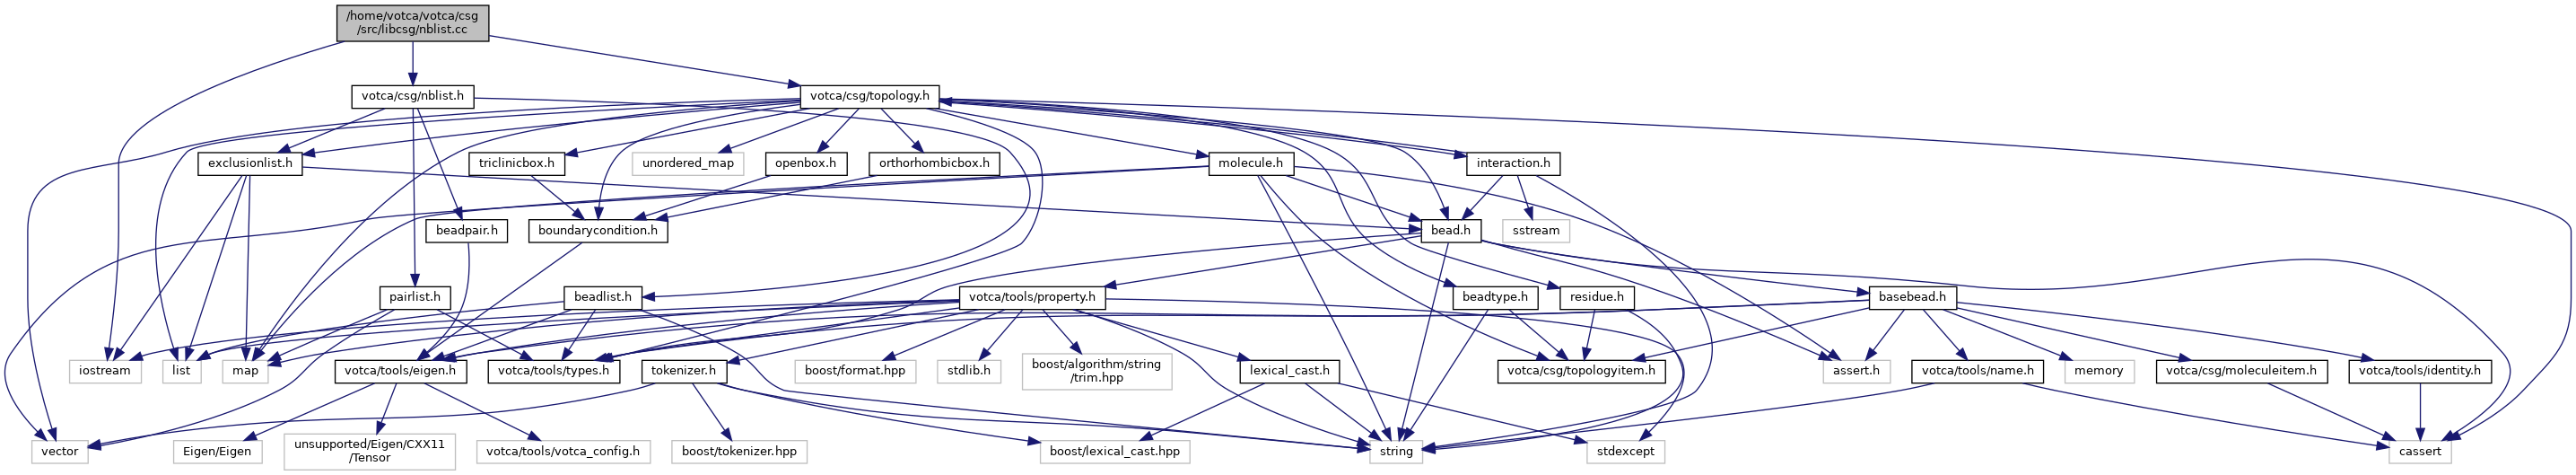 /home/votca/votca/csg
/src/libcsg/nblist.cc
votca/csg/nblist.h
votca/csg/topology.h
exclusionlist.h
triclinicbox.h
unordered_map
openbox.h
orthorhombicbox.h
molecule.h
interaction.h
beadpair.h
boundarycondition.h
bead.h
sstream
pairlist.h
beadlist.h
votca/tools/property.h
beadtype.h
residue.h
basebead.h
iostream
list
map
votca/tools/eigen.h
votca/tools/types.h
tokenizer.h
boost/format.hpp
stdlib.h
boost/algorithm/string
/trim.hpp
lexical_cast.h
votca/csg/topologyitem.h
assert.h
votca/tools/name.h
memory
votca/csg/moleculeitem.h
votca/tools/identity.h
vector
Eigen/Eigen
unsupported/Eigen/CXX11
/Tensor
votca/tools/votca_config.h
boost/tokenizer.hpp
boost/lexical_cast.hpp
string
stdexcept
cassert